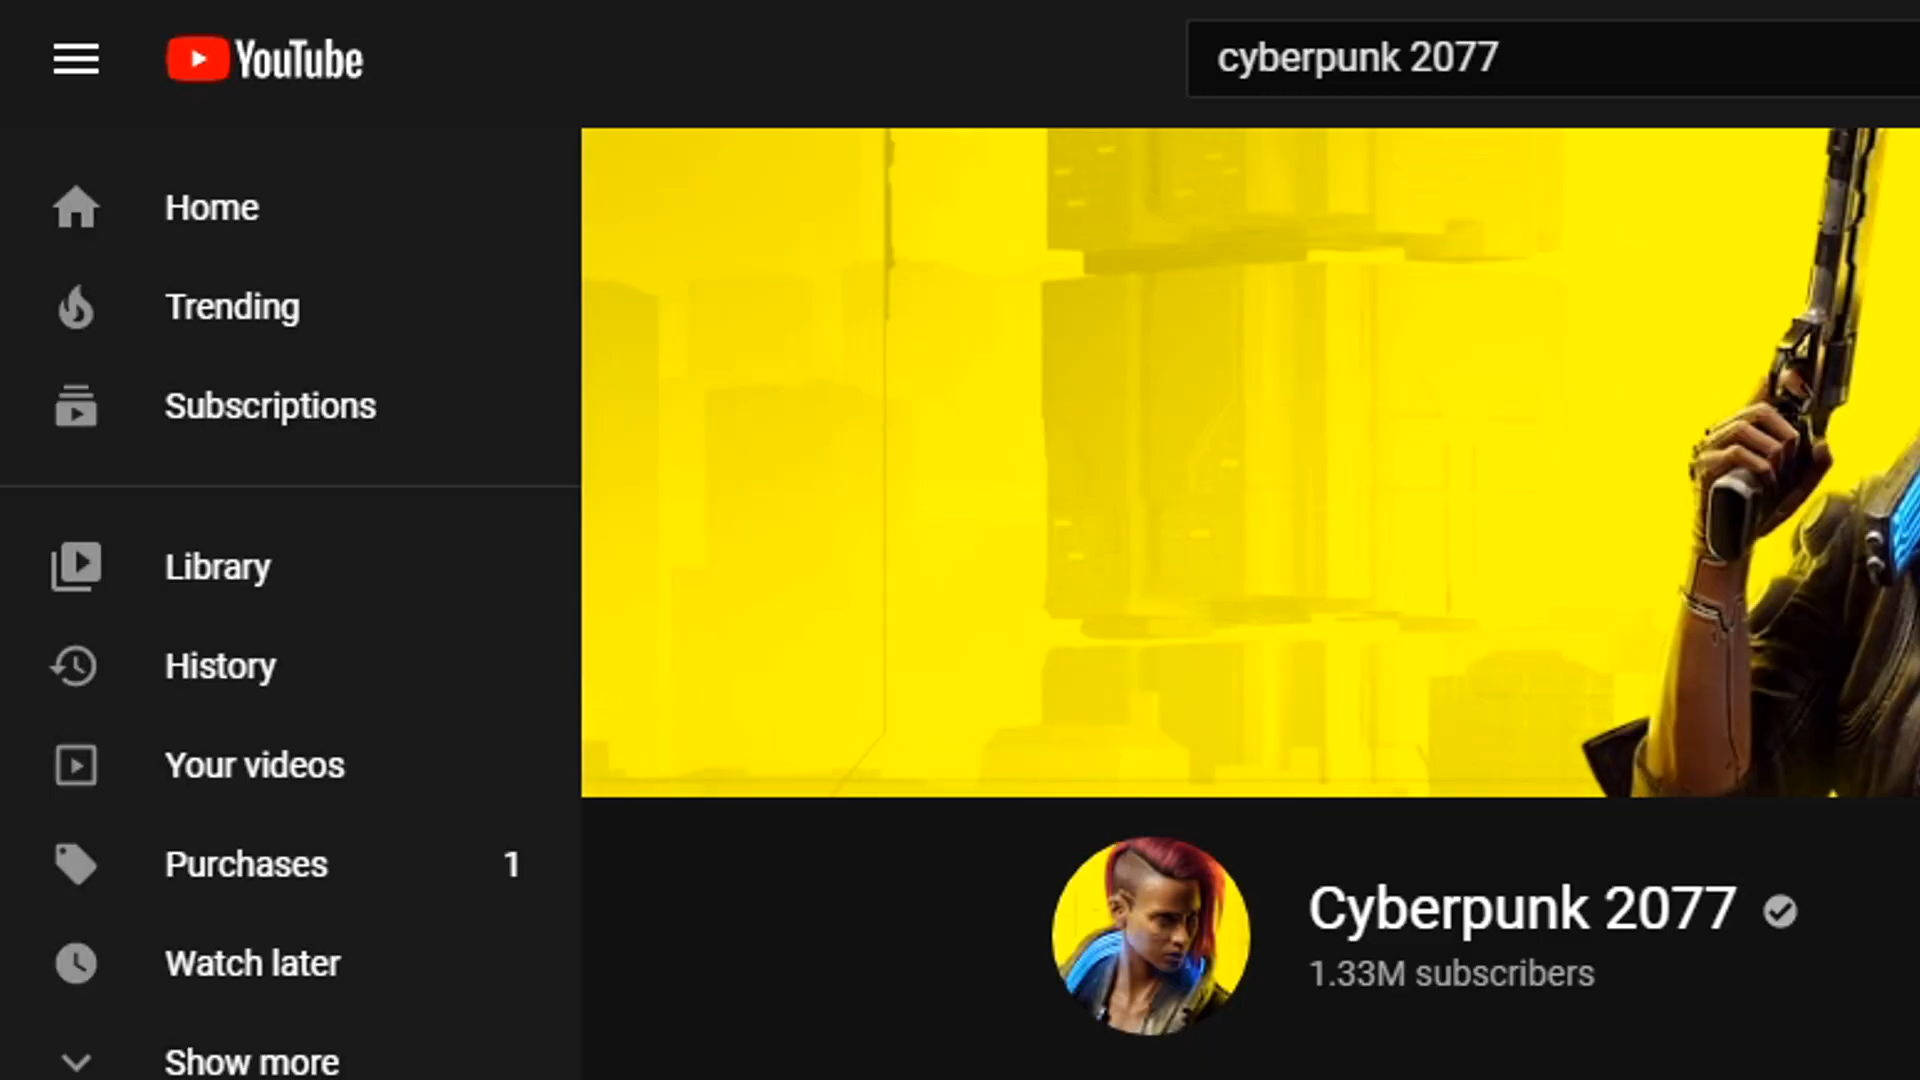 YouTube
cyberpunk 2077
Home
Trending
Subscriptions
Library
History
Your videos
Purchases 1
Watch later
Show more
Cyberpunk 2077
1.33M subscribers